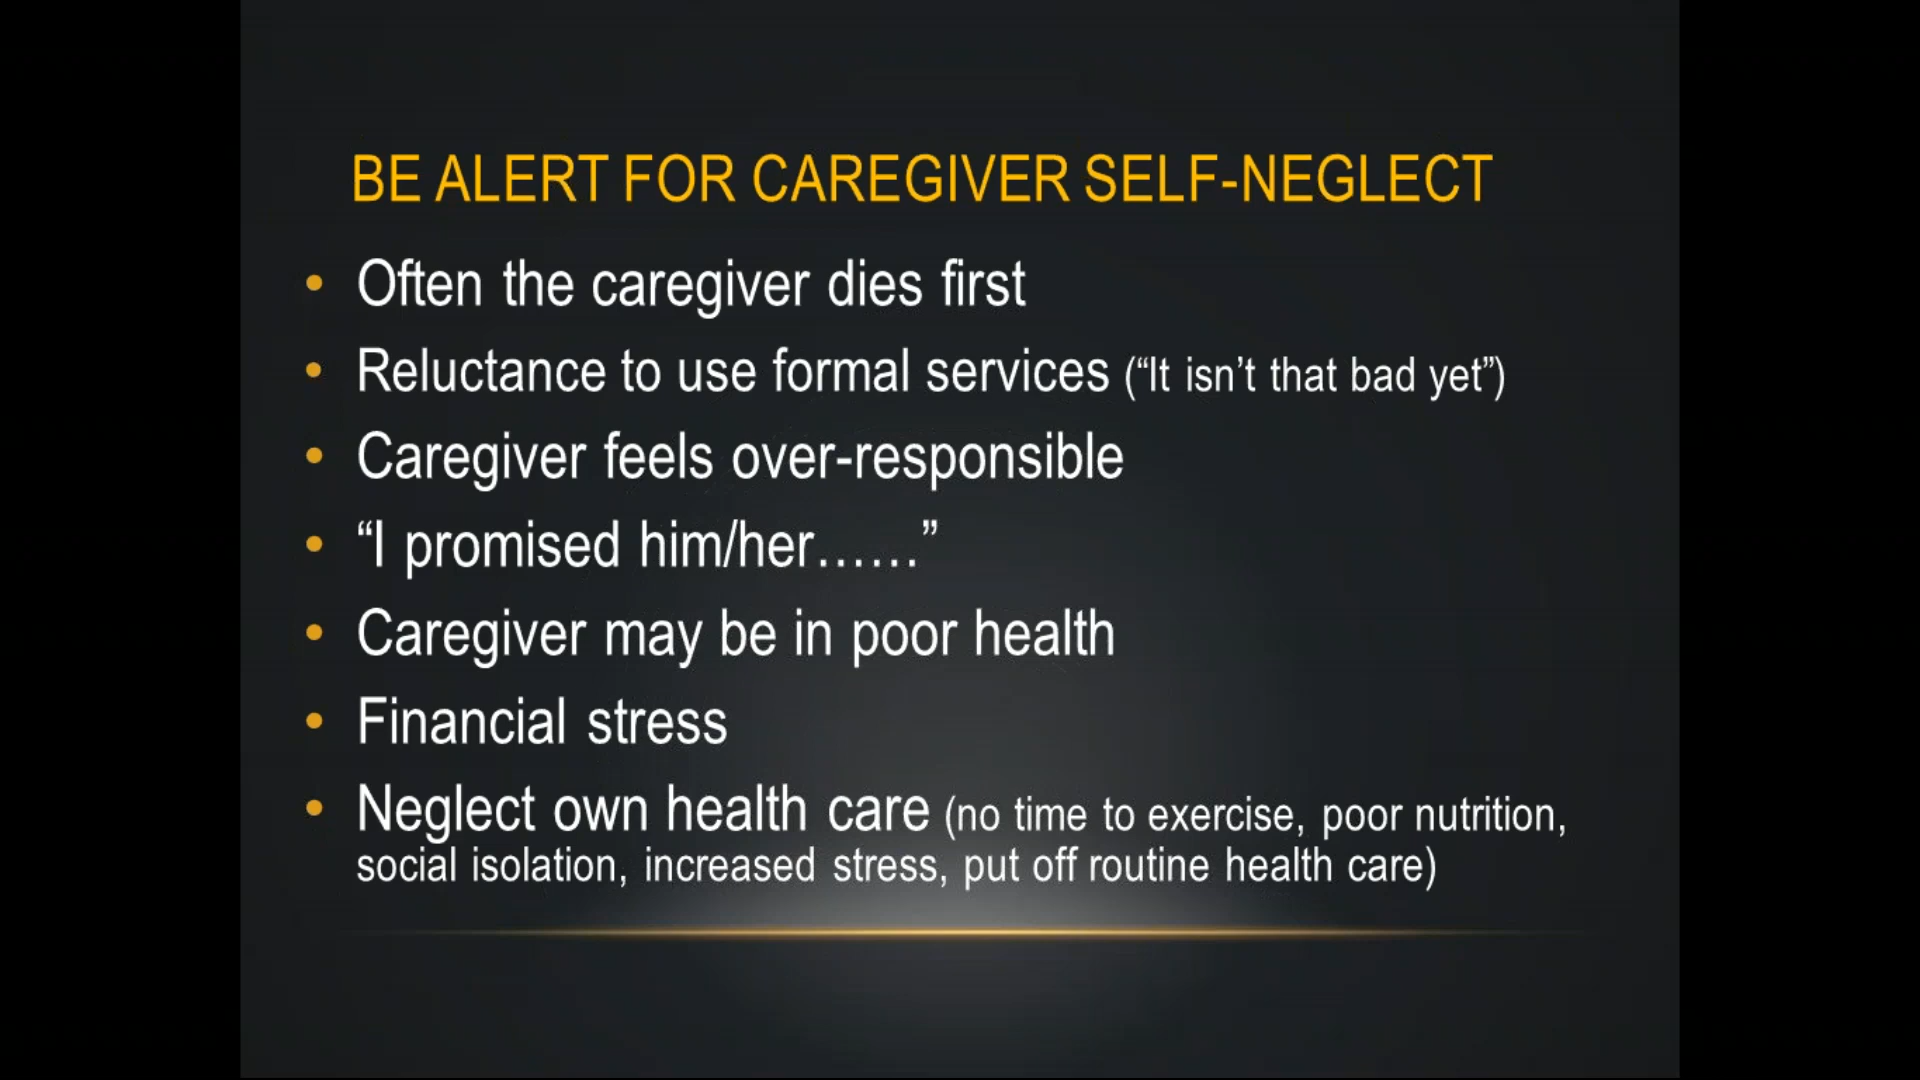 BE ALERT FOR CAREGIVER SELF-NEGLECT
• Often the caregiver dies first
• Reluctance to use formal services (“It isn’t that bad yet”)
• Caregiver feels over-responsible
• “I promised him/her……”
• Caregiver may be in poor health
• Financial stress
• Neglect own health care (no time to exercise, poor nutrition,
social isolation, increased stress, put off routine health care)